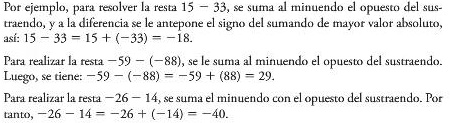 Por ejemplo, para resolver la resta 15 − 33, se suma al minuendo el opuesto del sus-
traendo, y a la diferencia se le antepone el signo del sumando de mayor valor absoluto,
así: 15 − 33 = 15 + (−33) = −18.
Para realizar la resta −59 − (−88), se le suma al minuendo el opuesto del sustraendo.
Luego, se tiene: −59 − (−88) = −59 + (88) = 29.
Para realizar la resta −26 − 14, se suma el minuendo con el opuesto del sustraendo. Por
tanto, −26 − 14 = −26 + (−14) = −40.